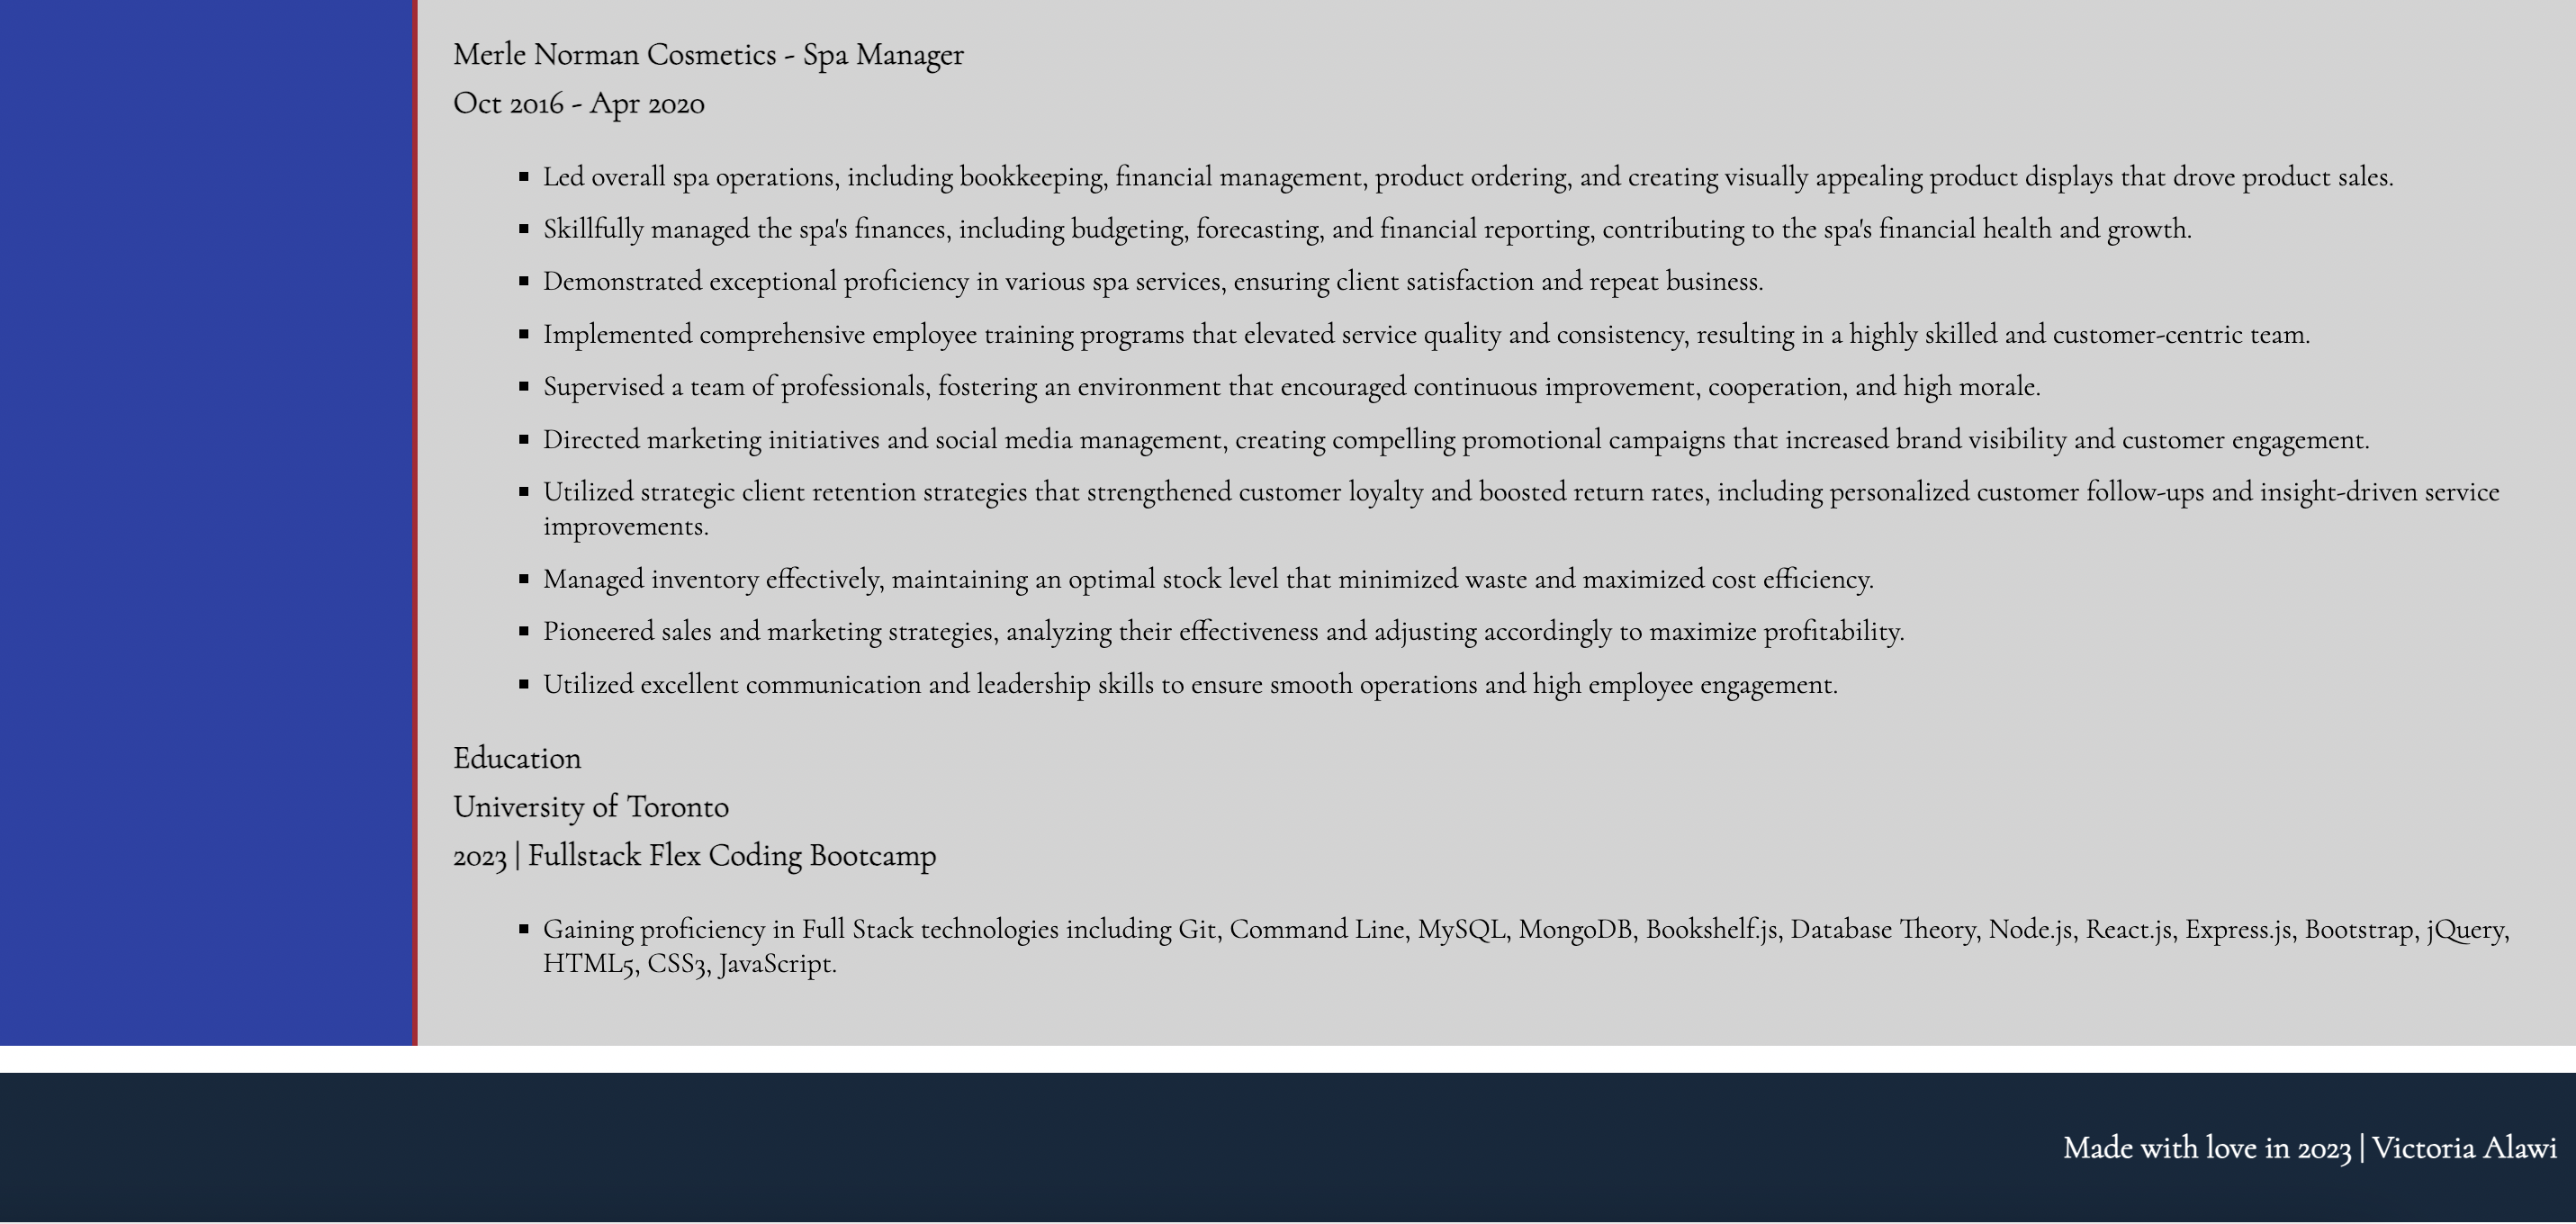 Merle Norman Cosmetics - Spa Manager
Oct 2016 - Apr 2020
▪ Led overall spa operations, including bookkeeping, financial management, product ordering, and creating visually appealing product displays that drove product sales.
▪ Skillfully managed the spa's finances, including budgeting, forecasting, and financial reporting, contributing to the spa's financial health and growth.
▪ Demonstrated exceptional proficiency in various spa services, ensuring client satisfaction and repeat business.
▪ Implemented comprehensive employee training programs that elevated service quality and consistency, resulting in a highly skilled and customer-centric team.
▪ Supervised a team of professionals, fostering an environment that encouraged continuous improvement, cooperation, and high morale.
▪ Directed marketing initiatives and social media management, creating compelling promotional campaigns that increased brand visibility and customer engagement.
▪ Utilized strategic client retention strategies that strengthened customer loyalty and boosted return rates, including personalized customer follow-ups and insight-driven service
improvements.
▪ Managed inventory effectively, maintaining an optimal stock level that minimized waste and maximized cost efficiency.
▪ Pioneered sales and marketing strategies, analyzing their effectiveness and adjusting accordingly to maximize profitability.
▪ Utilized excellent communication and leadership skills to ensure smooth operations and high employee engagement.
Education
University of Toronto
2023 | Fullstack Flex Coding Bootcamp
▪ Gaining proficiency in Full Stack technologies including Git, Command Line, MySQL, MongoDB, Bookshelf.js, Database Theory, Node.js, React.js, Express.js, Bootstrap, jQuery,
HTML5, CSS3, JavaScript.
Made with love in 2023 | Victoria Alawi